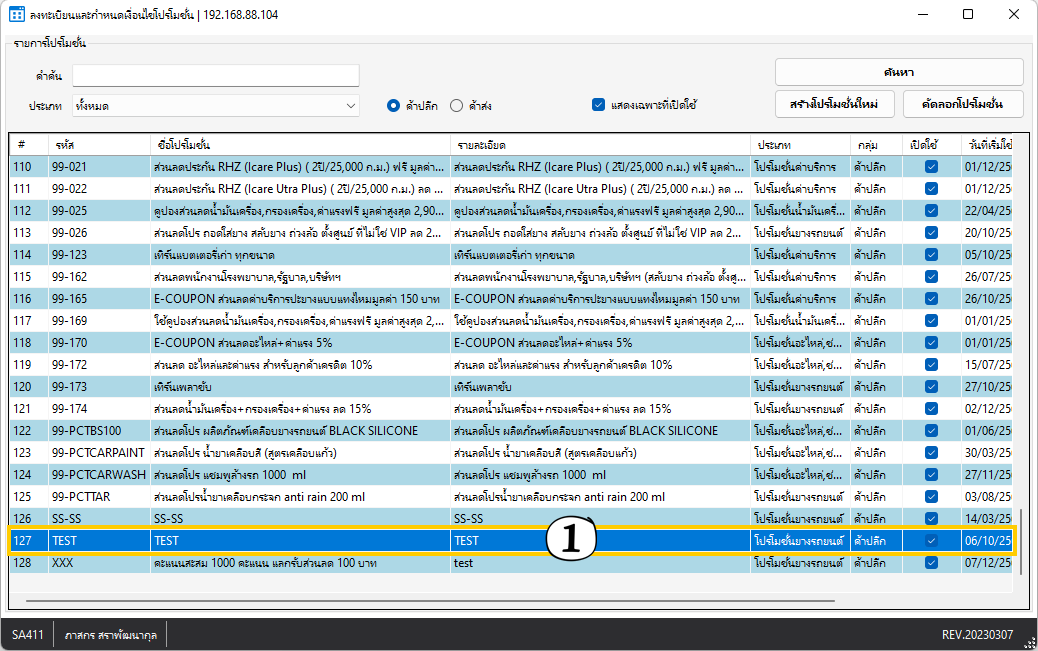 ลงทะเบียนและกำหนดเงื่อนไขโปรโมชั่น | 192.168.88.104
รายการโปรโมชั่น
คำค้น
ค้นหา
ประเภท ทั้งหมด ค้าปลีก ค้าส่ง แสดงเฉพาะที่เปิดใช้ สร้างโปรโมชั่นใหม่ คัดลอกโปรโมชั่น
# รหัส ชื่อโปรโมชั่น รายละเอียด ประเภท กลุ่ม เปิดใช้ วันที่เริ่มใช้
110 99-021 ส่วนลดประกัน RHZ (Icare Plus) ( 2ปี/25,000 ก.ม.) ฟรี มูลค่า... ส่วนลดประกัน RHZ (Icare Plus) ( 2ปี/25,000 ก.ม.) ฟรี มูลค่า... โปรโมชั่นค่าบริการ ค้าปลีก 01/12/25
111 99-022 ส่วนลดประกัน RHZ (Icare Utra Plus) ( 2ปี/25,000 ก.ม.) ลด ... ส่วนลดประกัน RHZ (Icare Utra Plus) ( 2ปี/25,000 ก.ม.) ลด ... โปรโมชั่นค่าบริการ ค้าปลีก 01/12/25
112 99-025 คูปองส่วนลดน้ำมันเครื่อง,กรองเครื่อง,ค่าแรงฟรี มูลค่าสูงสุด 2,90... คูปองส่วนลดน้ำมันเครื่อง,กรองเครื่อง,ค่าแรงฟรี มูลค่าสูงสุด 2,90... โปรโมชั่นน้ำมันเครื่... ค้าปลีก 22/04/25
113 99-026 ส่วนลดโปร ถอดใส่ยาง สลับยาง ถ่วงล้อ ตั้งศูนย์ ที่ไม่ใช่ VIP ลด 2... ส่วนลดโปร ถอดใส่ยาง สลับยาง ถ่วงล้อ ตั้งศูนย์ ที่ไม่ใช่ VIP ลด 2... โปรโมชั่นยางรถยนต์ ค้าปลีก 20/10/25
114 99-123 เทิร์นแบตเตอรี่เก่า ทุกขนาด เทิร์นแบตเตอรี่เก่า ทุกขนาด โปรโมชั่นค่าบริการ ค้าปลีก 05/10/25
115 99-162 ส่วนลดพนักงานโรงพยาบาล,รัฐบาล,บริษัทฯ ส่วนลดพนักงานโรงพยาบาล,รัฐบาล,บริษัทฯ (สลับยาง ถ่วงล้อ ตั้งศู... โปรโมชั่นค่าบริการ ค้าปลีก 26/07/25
116 99-165 E-COUPON ส่วนลดค่าบริการปะยางแบบแทงไหมมูลค่า 150 บาท E-COUPON ส่วนลดค่าบริการปะยางแบบแทงไหมมูลค่า 150 บาท โปรโมชั่นค่าบริการ ค้าปลีก 26/10/25
117 99-169 ใช้คูปองส่วนลดน้ำมันเครื่อง,กรองเครื่อง,ค่าแรงฟรี มูลค่าสูงสุด 2,... ใช้คูปองส่วนลดน้ำมันเครื่อง,กรองเครื่อง,ค่าแรงฟรี มูลค่าสูงสุด 2,... โปรโมชั่นน้ำมันเครื่... ค้าปลีก 01/01/25
118 99-170 E-COUPON ส่วนลดอะไหล่+ค่าแรง 5% E-COUPON ส่วนลดอะไหล่+ค่าแรง 5% โปรโมชั่นอะไหล่,ช่... ค้าปลีก 01/01/25
119 99-172 ส่วนลด อะไหล่และค่าแรง สำหรับลูกค้าเครดิต 10% ส่วนลด อะไหล่และค่าแรง สำหรับลูกค้าเครดิต 10% โปรโมชั่นอะไหล่,ช่... ค้าปลีก 15/07/25
120 99-173 เทิร์นเพลาขับ เทิร์นเพลาขับ โปรโมชั่นยางรถยนต์ ค้าปลีก 27/10/25
121 99-174 ส่วนลดน้ำมันเครื่อง+กรองเครื่อง+ค่าแรง ลด 15% ส่วนลดน้ำมันเครื่อง+กรองเครื่อง+ค่าแรง ลด 15% โปรโมชั่นยางรถยนต์ ค้าปลีก 02/12/25
122 99-PCTBS100 ส่วนลดโปร ผลิตภัณฑ์เคลือบยางรถยนต์ BLACK SILICONE ส่วนลดโปร ผลิตภัณฑ์เคลือบยางรถยนต์ BLACK SILICONE โปรโมชั่นอะไหล่,ช่... ค้าปลีก 01/06/25
123 99-PCTCARPAINT ส่วนลดโปร น้ำยาเคลือบสี (สูตรเคลือบแก้ว) ส่วนลดโปร น้ำยาเคลือบสี (สูตรเคลือบแก้ว) โปรโมชั่นอะไหล่,ช่... ค้าปลีก 30/03/25
124 99-PCTCARWASH ส่วนลดโปร แชมพูล้างรถ 1000 ml ส่วนลดโปร แชมพูล้างรถ 1000 ml โปรโมชั่นอะไหล่,ช่... ค้าปลีก 27/11/25
125 99-PCTTAR ส่วนลดโปรน้ำยาเคลือบกระจก anti rain 200 ml ส่วนลดโปรน้ำยาเคลือบกระจก anti rain 200 ml โปรโมชั่นยางรถยนต์ ค้าปลีก 03/08/25
126 SS-SS SS-SS SS-SS โปรโมชั่นยางรถยนต์ ค้าปลีก 14/03/25
127 TEST TEST TEST 1 โปรโมชั่นยางรถยนต์ ค้าปลีก 06/10/25
128 XXX คะแนนสะสม 1000 คะแนน แลกรับส่วนลด 100 บาท test โปรโมชั่นยางรถยนต์ ค้าปลีก 07/12/25
SA411 ภาสกร สราพัฒนากุล REV.20230307